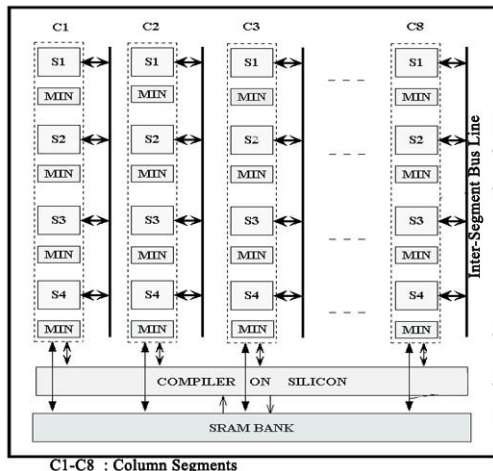 C1 C2 C3 C8
S1 S1 S1 S1
MIN MIN MIN MIN
S2 S2 S2 S2
MIN MIN MIN MIN
S3 S3 S3 S3
MIN MIN MIN MIN
S4 S4 S4 S4
MIN MIN MIN MIN
Inter-Segment Bus Line
COMPILER ON SILICON
SRAM BANK
C1-C8 : Column Segments